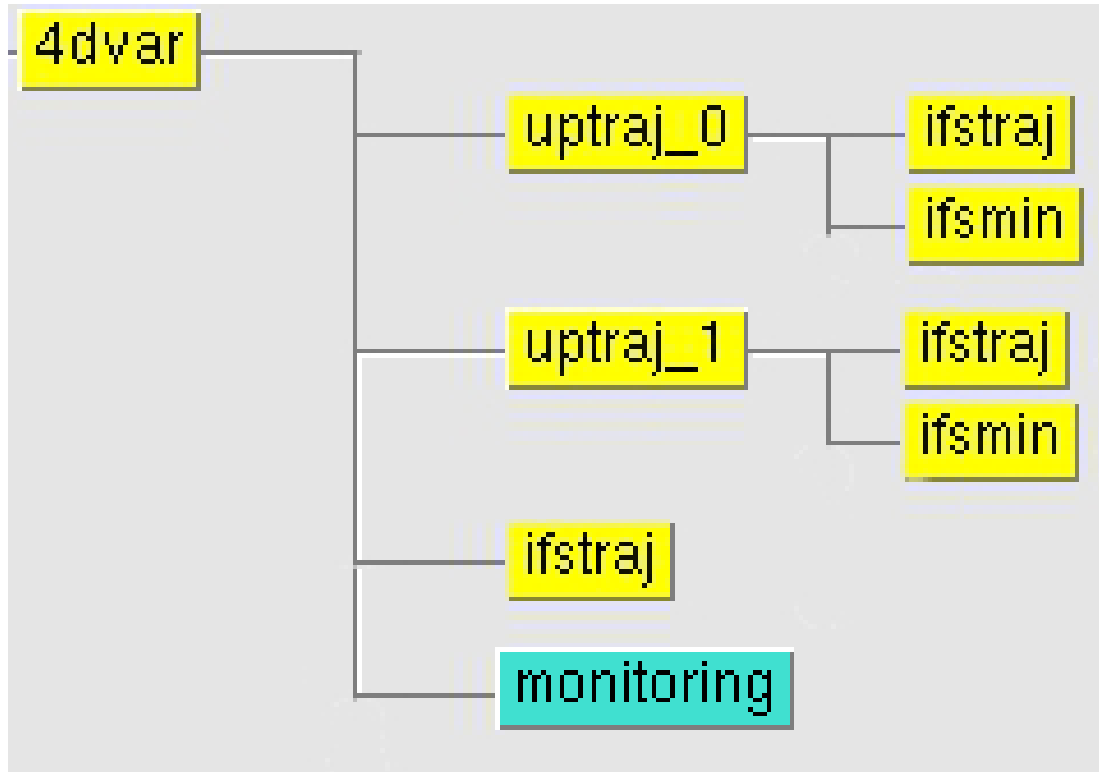 4dvar
uptraj_0
ifstraj
ifsmin
uptraj_1
ifstraj
ifsmin
ifstraj
monitoring